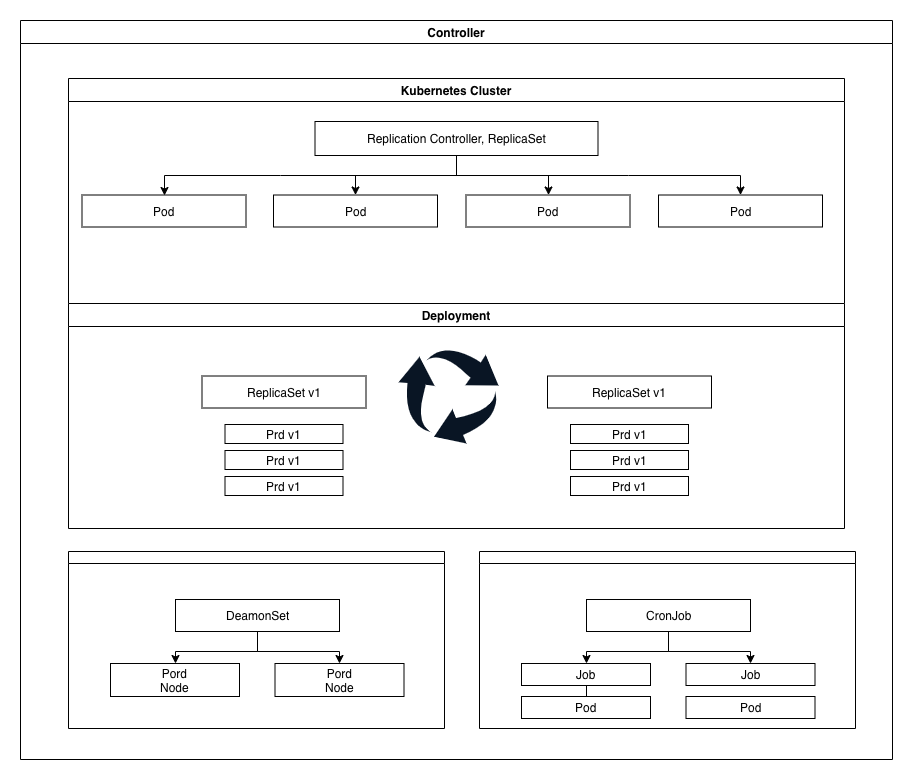 Controller
Kubernetes Cluster
Replication Controller, ReplicaSet
Pod
Pod
Pod
Pod
Deployment
ReplicaSet v1
ReplicaSet v1
Prd v1
Prd v1
Prd v1
Prd v1
Prd v1
Prd v1
DeamonSet
Pord
Node
Pord
Node
CronJob
Job
Job
Pod
Pod